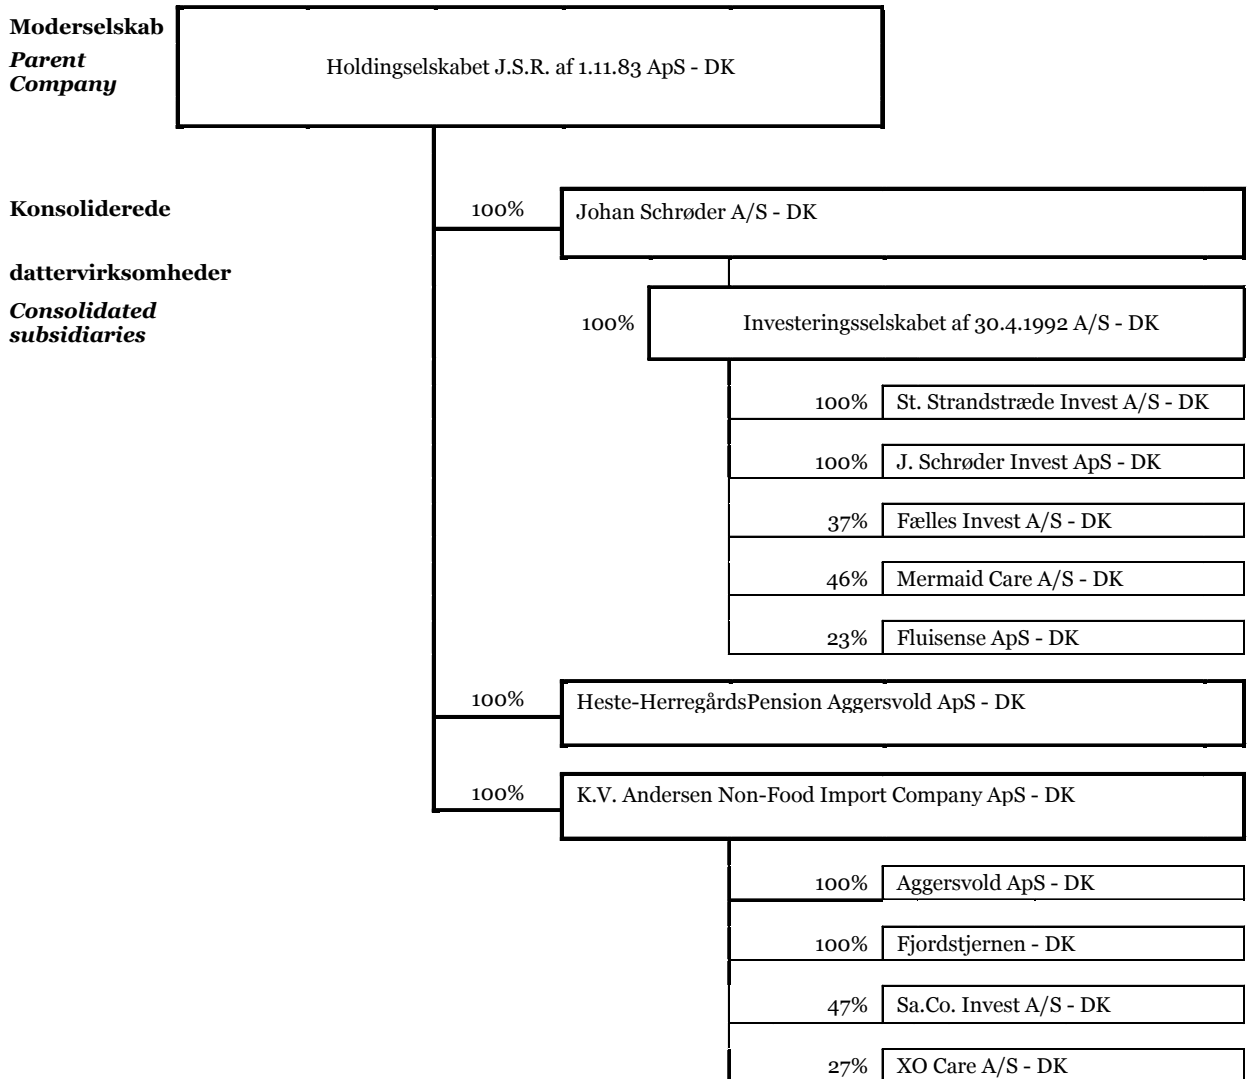 Moderselskab
Parent
Company
Holdingselskabet J.S.R. af 1.11.83 ApS - DK
Konsoliderede
100%
Johan Schrøder A/S - DK
dattervirksomheder
Consolidated
subsidiaries
100%
Investeringsselskabet af 30.4.1992 A/S - DK
100%
St. Strandstræde Invest A/S - DK
100%
J. Schrøder Invest ApS - DK
37%
Fælles Invest A/S - DK
46%
Mermaid Care A/S - DK
23%
Fluisense ApS - DK
100%
Heste-HerregårdsPension Aggersvold ApS - DK
100%
K.V. Andersen Non-Food Import Company ApS - DK
100%
Aggersvold ApS - DK
100%
Fjordstjernen - DK
47%
Sa.Co. Invest A/S - DK
27%
XO Care A/S - DK